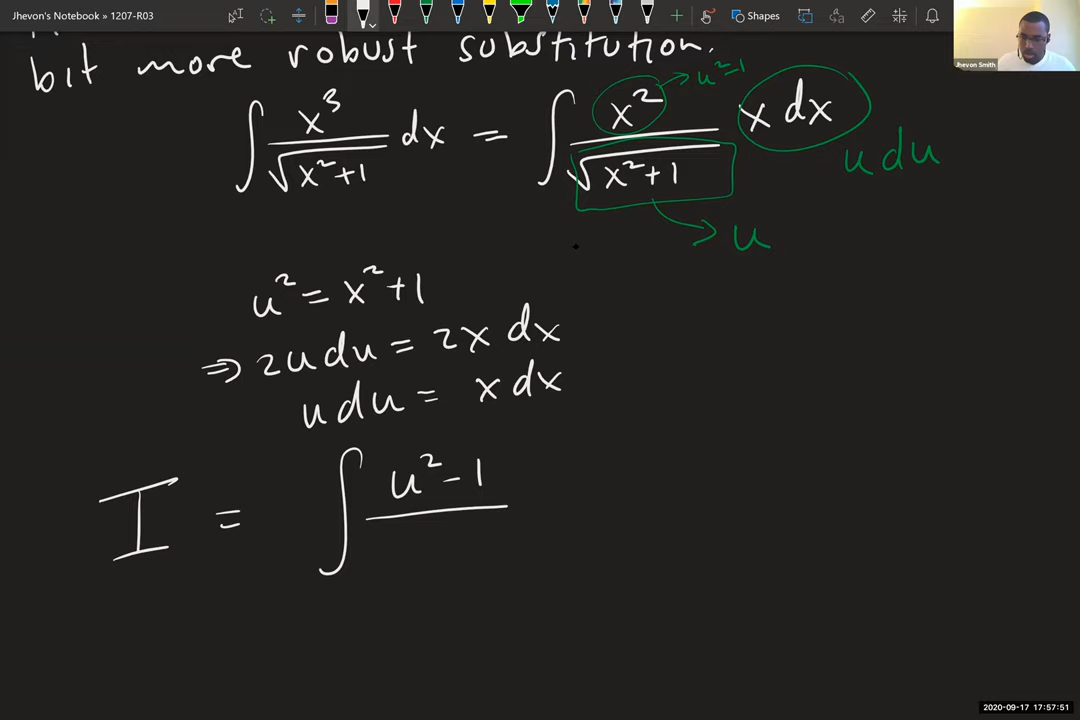 Jhevon's Notebook » 1207-R03
Shapes
Jhevon Smith
bit more robust substitution.
∫ x³/√(x²+1) dx = ∫ x²/√(x²+1) x dx
u²-1
u du
u
u² = x²+1
⇒ 2u du = 2x dx
u du = x dx
I = ∫ u²-1
2020-09-17 17:57:51